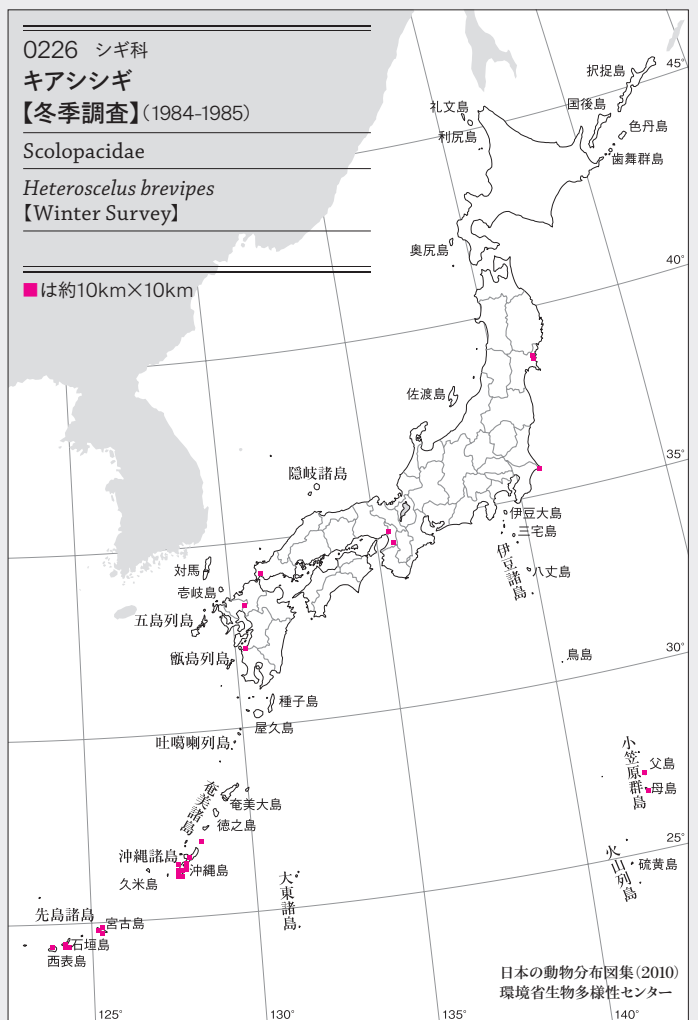 0226 シギ科
キアシシギ
【冬季調査】(1984-1985)
Scolopacidae
Heteroscelus brevipes
【Winter Survey】
■は約10km×10km
択捉島
45°
礼文島
国後島
色丹島
利尻島
歯舞群島
奥尻島
40°
佐渡島
35°
隠岐諸島
伊豆大島
三宅島
伊豆諸島
八丈島
対馬
壱岐島
五島列島
甑島列島
鳥島
30°
種子島
屋久島
吐噶喇列島
小笠原群島
父島
母島
奄美諸島
奄美大島
徳之島
25°
沖縄諸島
沖縄島
久米島
大東諸島
火山列島
硫黄島
先島諸島
宮古島
石垣島
西表島
日本の動物分布図集(2010)
環境省生物多様性センター
125°
130°
135°
140°